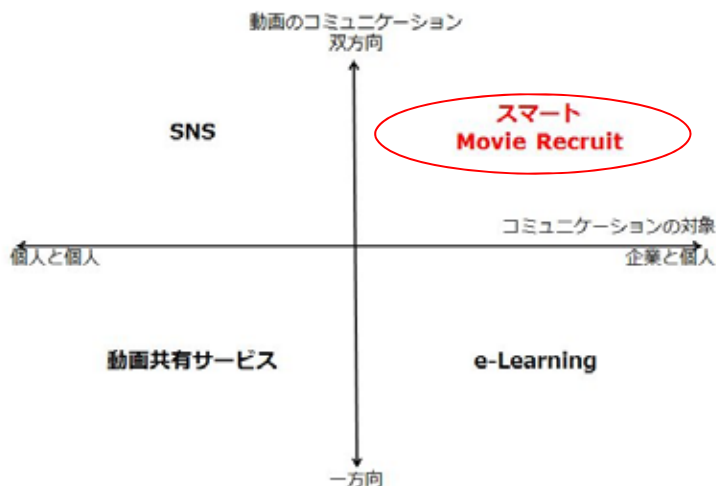 動画のコミュニケーション
双方向
SNS
スマート
Movie Recruit
コミュニケーションの対象
個人と個人
企業と個人
動画共有サービス
e-Learning
一方向